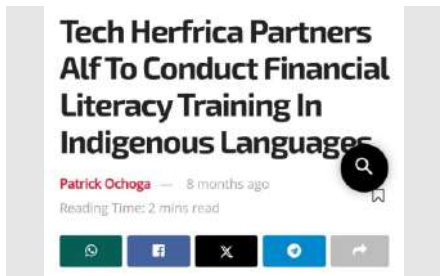 Tech Herfrica Partners
Alf To Conduct Financial
Literacy Training In
Indigenous Languages
Patrick Ochoga — 8 months ago
Reading Time: 2 mins read